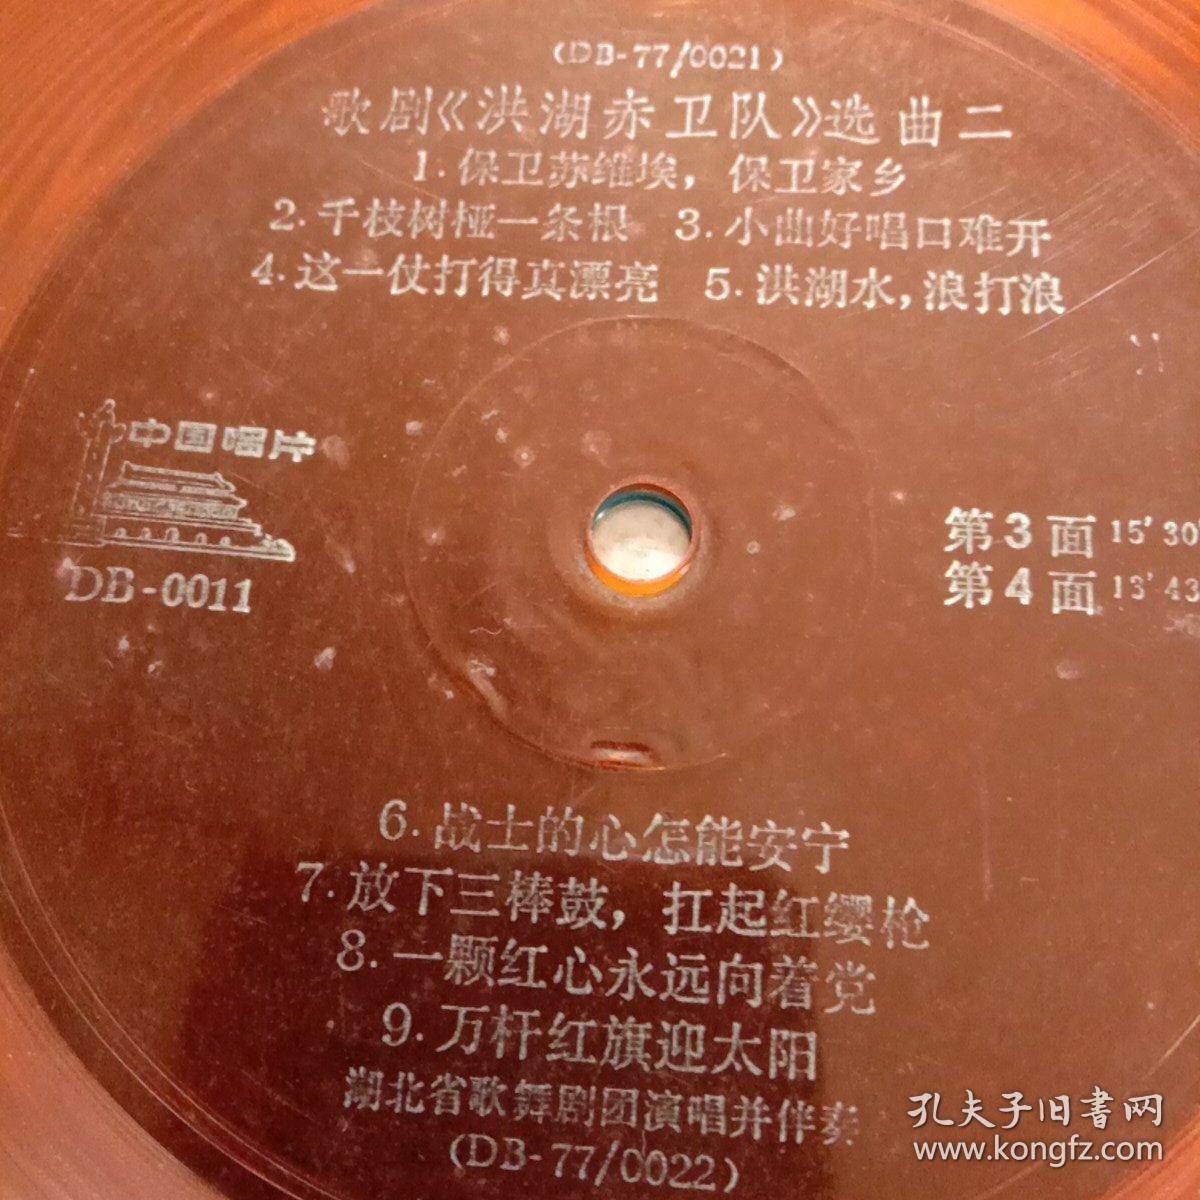 (DB-77/0021)
歌剧《洪湖赤卫队》选曲二
1.保卫苏维埃，保卫家乡
2.千枝树桠一条根 3.小曲好唱口难开
4.这一仗打得真漂亮 5.洪湖水，浪打浪
中国唱片
DB-0011
第3面 15′30
第4面 13′43
6.战士的心怎能安宁
7.放下三棒鼓，扛起红缨枪
8.一颗红心永远向着党
9.万杆红旗迎太阳
湖北省歌舞剧团演唱并伴奏
(DB-77/0022)
孔夫子旧書网
www.kongfz.com